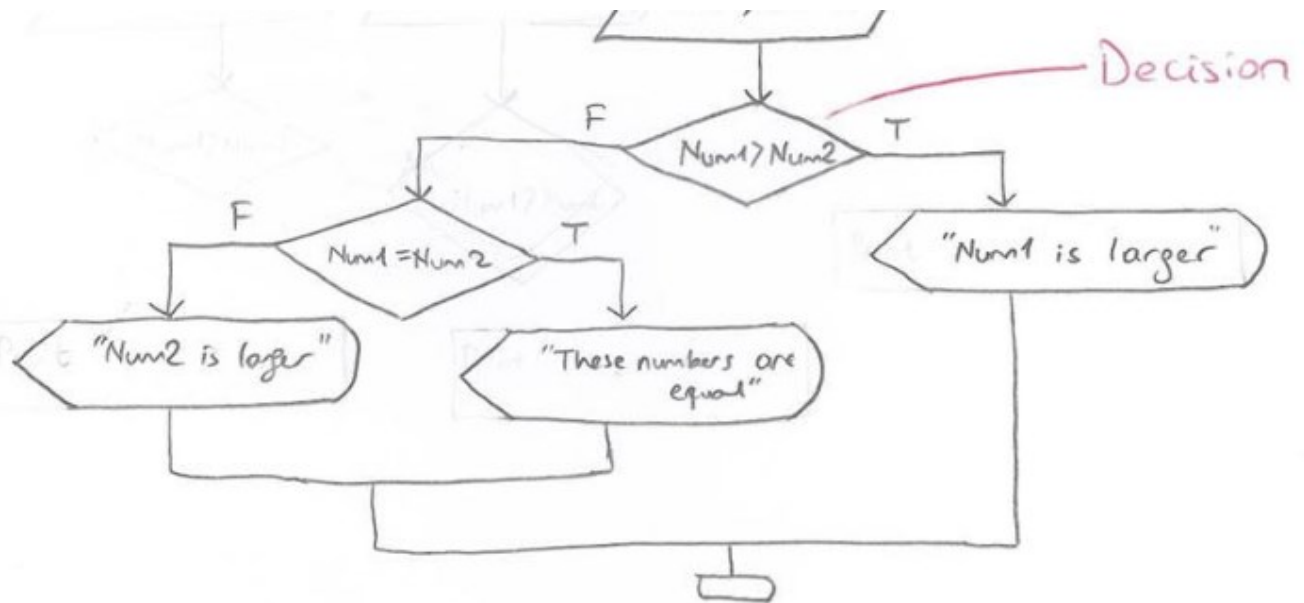 Decision
F
Num1>Num2
T
F
Num1=Num2
T
"Num1 is larger"
"Num2 is larger"
"These numbers are
equal"